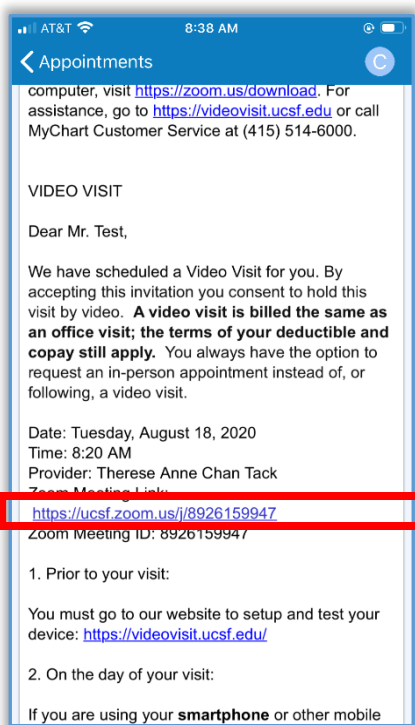 AT&T 8:38 AM
Appointments C
computer, visit https://zoom.us/download. For
assistance, go to https://videovisit.ucsf.edu or call
MyChart Customer Service at (415) 514-6000.
VIDEO VISIT
Dear Mr. Test,
We have scheduled a Video Visit for you. By
accepting this invitation you consent to hold this
visit by video. A video visit is billed the same as
an office visit; the terms of your deductible and
copay still apply. You always have the option to
request an in-person appointment instead of, or
following, a video visit.
Date: Tuesday, August 18, 2020
Time: 8:20 AM
Provider: Therese Anne Chan Tack
Zoom Meeting Link:
https://ucsf.zoom.us/j/8926159947
Zoom Meeting ID: 8926159947
1. Prior to your visit:
You must go to our website to setup and test your
device: https://videovisit.ucsf.edu/
2. On the day of your visit:
If you are using your smartphone or other mobile